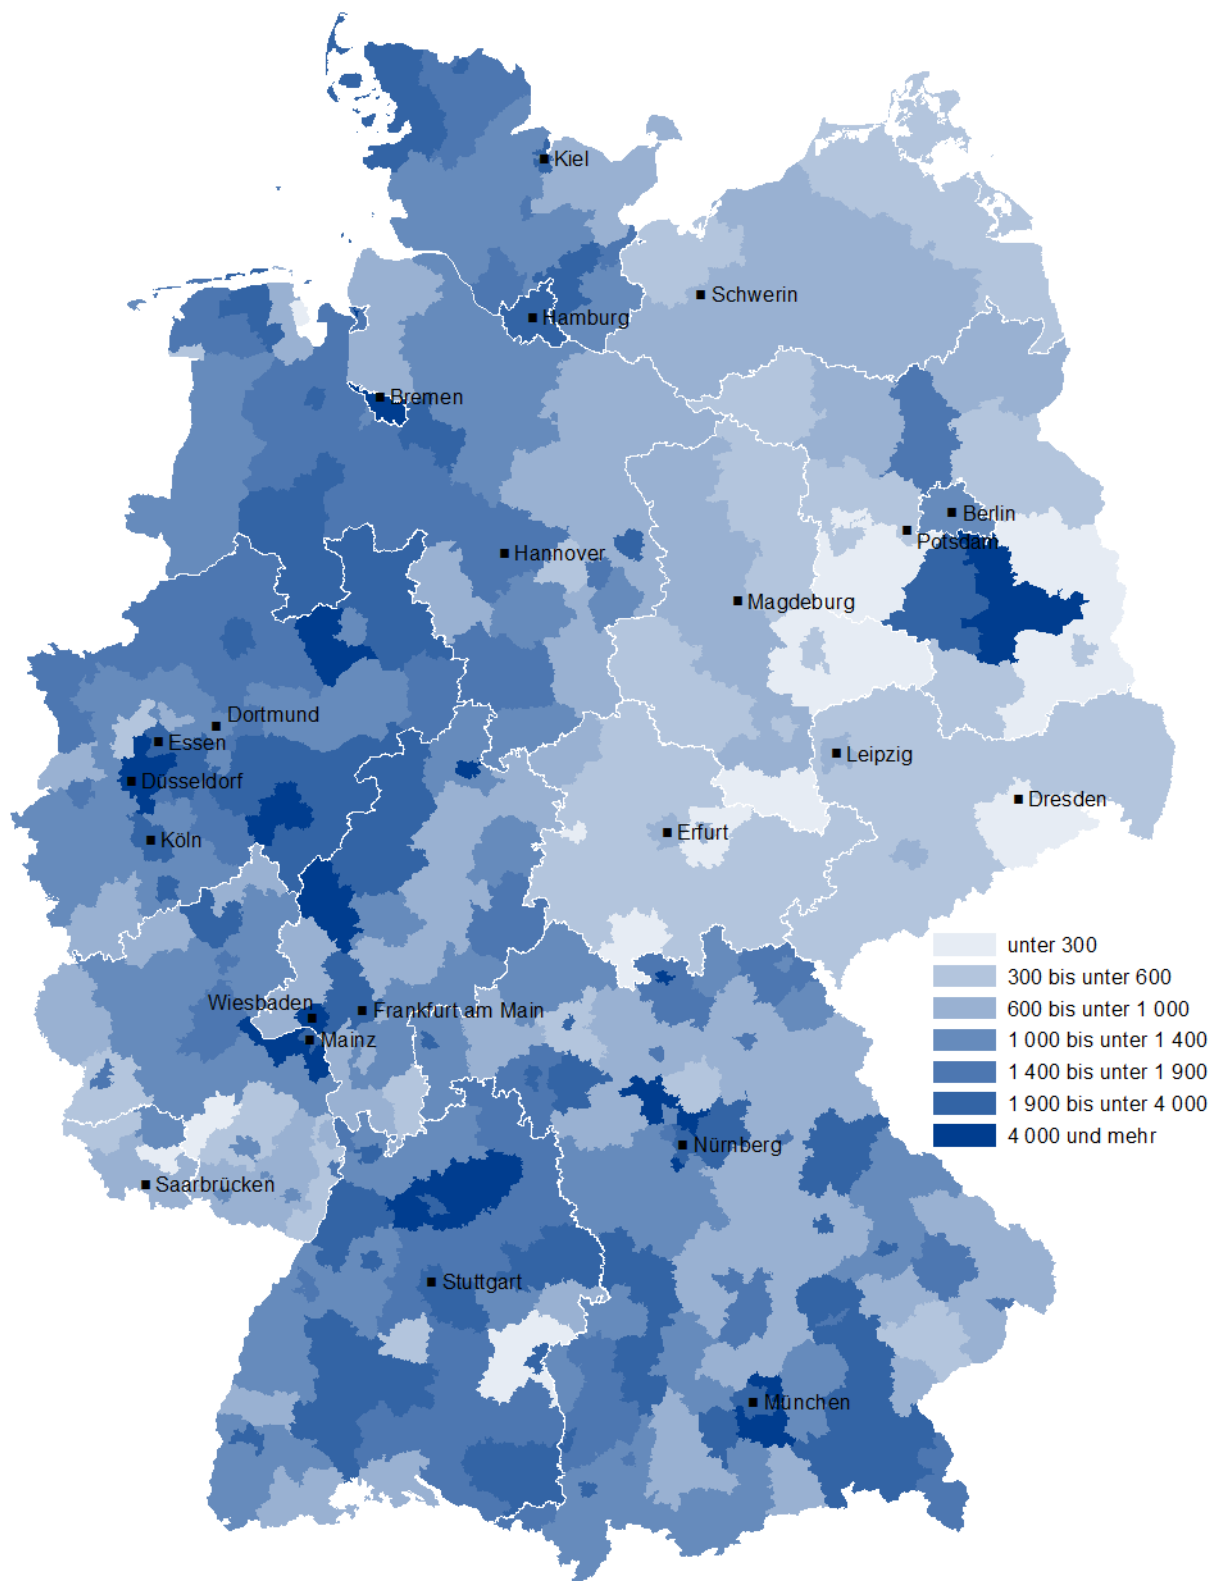 Kiel
Schwerin
Hamburg
Bremen
Berlin
Potsdam
Hannover
Magdeburg
Dortmund
Essen
Leipzig
Düsseldorf
Dresden
Köln
Erfurt
unter 300
300 bis unter 600
600 bis unter 1 000
1 000 bis unter 1 400
1 400 bis unter 1 900
1 900 bis unter 4 000
4 000 und mehr
Wiesbaden
Frankfurt am Main
Mainz
Nürnberg
Saarbrücken
Stuttgart
München